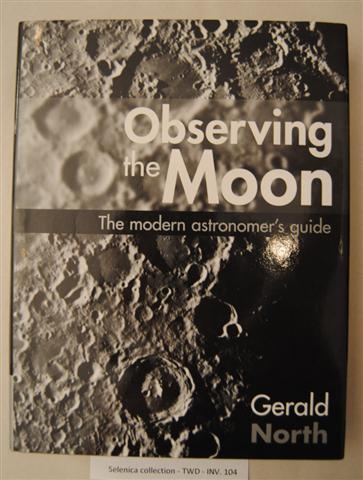 Observing
the Moon
The modern astronomer's guide
Gerald
North
Selenica collection - TWD - INV. 104